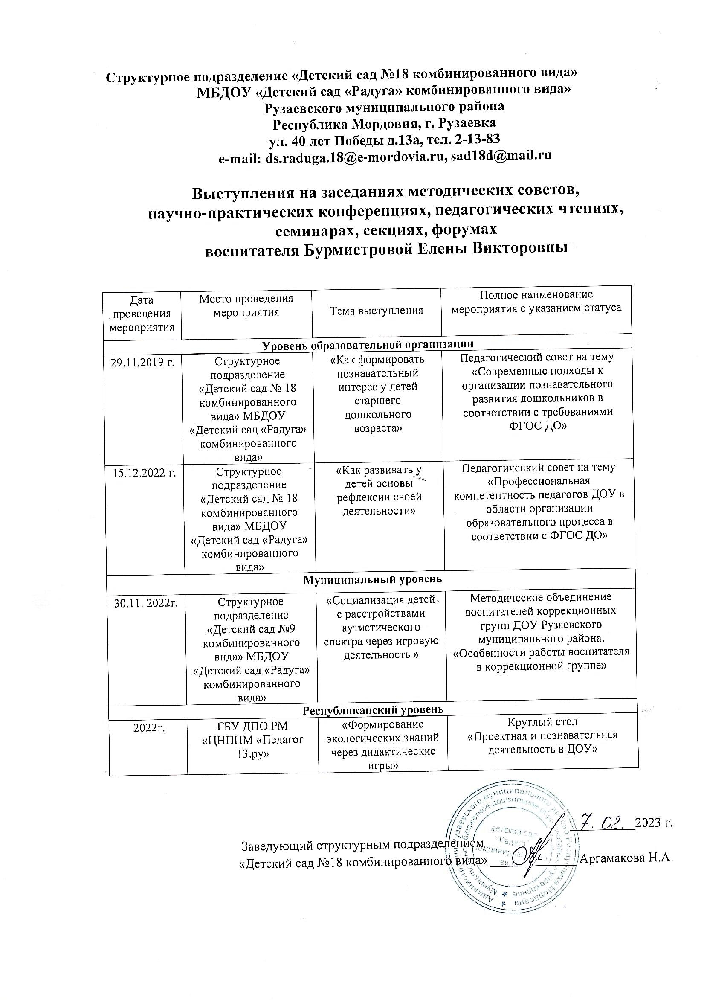 Структурное подразделение «Детский сад №18 комбинированного вида»
МБДОУ «Детский сад «Радуга» комбинированного вида»
Рузаевского муниципального района
Республика Мордовия, г. Рузаевка
ул. 40 лет Победы д.13а, тел. 2-13-83
e-mail: ds.raduga.18@e-mordovia.ru, sad18d@mail.ru
Выступления на заседаниях методических советов,
научно-практических конференциях, педагогических чтениях,
семинарах, секциях, форумах
воспитателя Бурмистровой Елены Викторовны
Дата
проведения
мероприятия
Место проведения
мероприятия
Тема выступления
Полное наименование
мероприятия с указанием статуса
Уровень образовательной организации
29.11.2019 г.
Структурное
подразделение
«Детский сад № 18
комбинированного
вида» МБДОУ
«Детский сад «Радуга»
комбинированного
вида»
«Как формировать
познавательный
интерес у детей
старшего
дошкольного
возраста»
Педагогический совет на тему
«Современные подходы к
организации познавательного
развития дошкольников в
соответствии с требованиями
ФГОС ДО»
15.12.2022 г.
Структурное
подразделение
«Детский сад № 18
комбинированного
вида» МБДОУ
«Детский сад «Радуга»
комбинированного
вида»
«Как развивать у
детей основы
рефлексии своей
деятельности»
Педагогический совет на тему
«Профессиональная
компетентность педагогов ДОУ в
области организации
образовательного процесса в
соответствии с ФГОС ДО»
Муниципальный уровень
30.11. 2022г.
Структурное
подразделение
«Детский сад №9
комбинированного
вида» МБДОУ
«Детский сад «Радуга»
комбинированного
вида»
«Социализация детей
с расстройствами
аутистического
спектра через игровую
деятельность »
Методическое объединение
воспитателей коррекционных
групп ДОУ Рузаевского
муниципального района.
«Особенности работы воспитателя
в коррекционной группе»
Республиканский уровень
2022г.
ГБУ ДПО РМ
«ЦНППМ «Педагог
13.ру»
«Формирование
экологических знаний
через дидактические
игры»
Круглый стол
«Проектная и познавательная
деятельность в ДОУ»
7. 02. 2023 г.
Заведующий структурным подразделением
«Детский сад №18 комбинированного вида» Аргамакова Н.А.
Рузаевского муниципального района Республики Мордовия
бюджетное дошкольное учреждение
детский сад
"Радуга